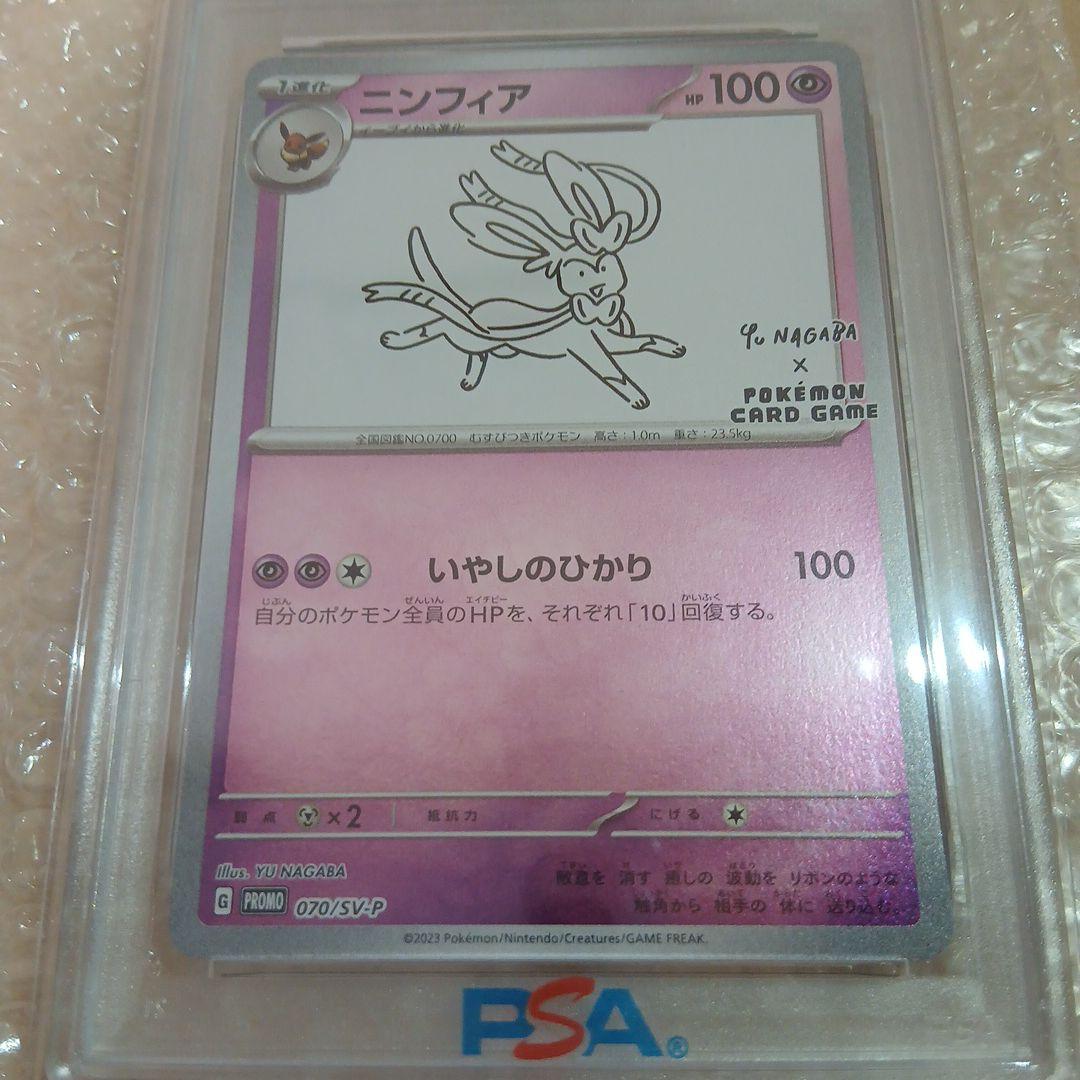 1進化
ニンフィア
HP 100
イーブイから進化
Yu NAGABA
×
POKÉMON
CARD GAME
全国図鑑NO.0700 むすびつきポケモン 高さ:1.0m 重さ:23.5kg
いやしのひかり 100
じぶん ぜんいん エイチピー かいふく
自分のポケモン全員のHPを、それぞれ「10」回復する。
弱点 ×2 抵抗力 にげる
Illus. YU NAGABA
敵意を 消す 癒しの 波動を リボンのような
触角から 相手の 体に 送り込む。
G PROMO 070/SV-P
©2023 Pokémon/Nintendo/Creatures/GAME FREAK.
PSA®